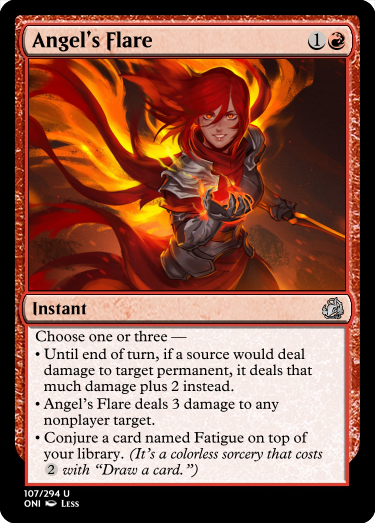 Angel's Flare 1
Instant
Choose one or three —
• Until end of turn, if a source would deal
damage to target permanent, it deals that
much damage plus 2 instead.
• Angel's Flare deals 3 damage to any
nonplayer target.
• Conjure a card named Fatigue on top of
your library. (It's a colorless sorcery that costs
2 with “Draw a card.”)
107/294 U
ONI Less